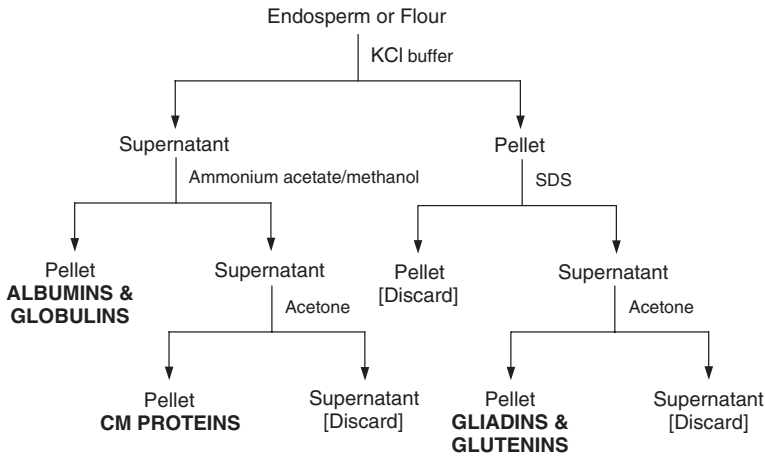 Endosperm or Flour
KCl buffer
Supernatant
Pellet
Ammonium acetate/methanol
SDS
Pellet
ALBUMINS &
GLOBULINS
Supernatant
Pellet
[Discard]
Supernatant
Acetone
Acetone
Pellet
CM PROTEINS
Supernatant
[Discard]
Pellet
GLIADINS &
GLUTENINS
Supernatant
[Discard]